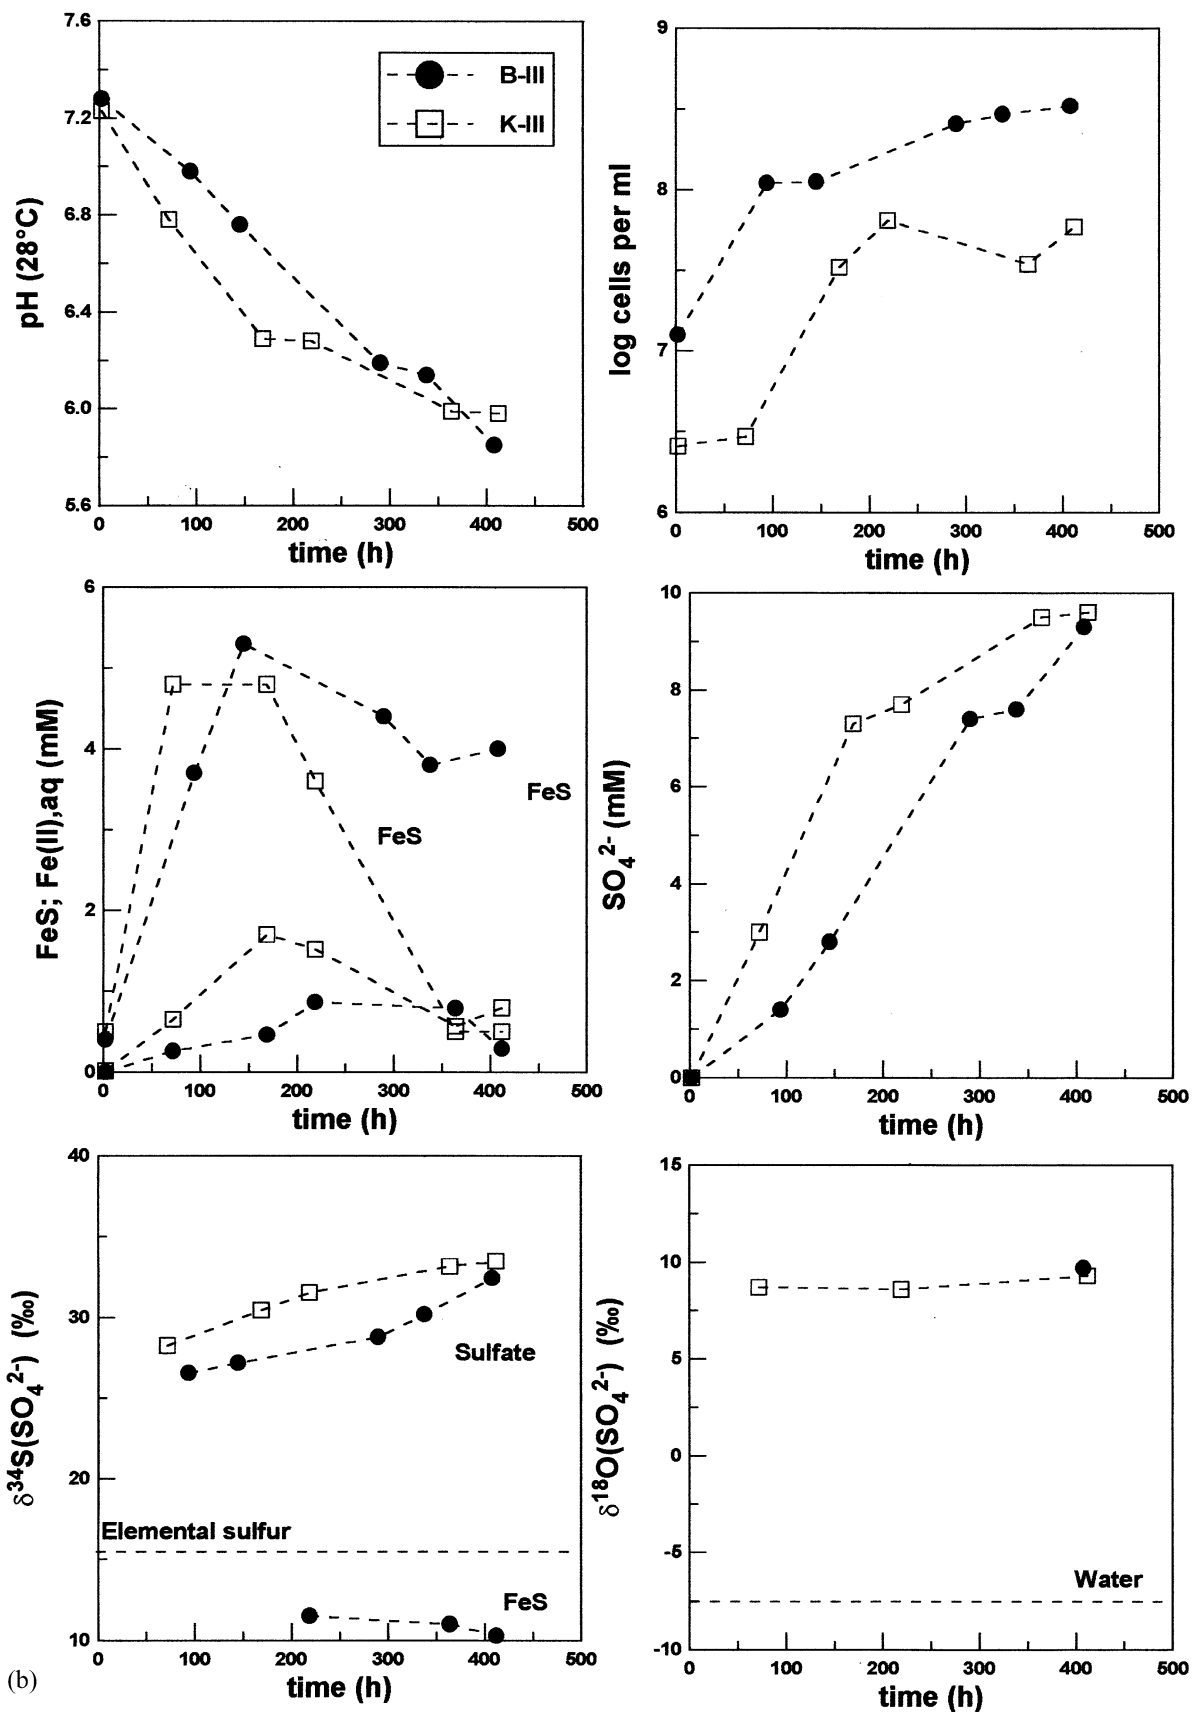 7.6
7.2
6.8
6.4
6.0
5.6
pH (28°C)
B-III
K-III
0 100 200 300 400 500
time (h)
9
8
7
6
log cells per ml
0 100 200 300 400 500
time (h)
6
4
2
0
FeS; Fe(II),aq (mM)
FeS
FeS
0 100 200 300 400 500
time (h)
10
8
6
4
2
0
SO₄²⁻ (mM)
0 100 200 300 400 500
time (h)
40
30
20
10
δ³⁴S(SO₄²⁻) (‰)
Sulfate
Elemental sulfur
FeS
0 100 200 300 400 500
time (h)
15
10
5
0
-5
-10
δ¹⁸O(SO₄²⁻) (‰)
Water
0 100 200 300 400 500
time (h)
(b)